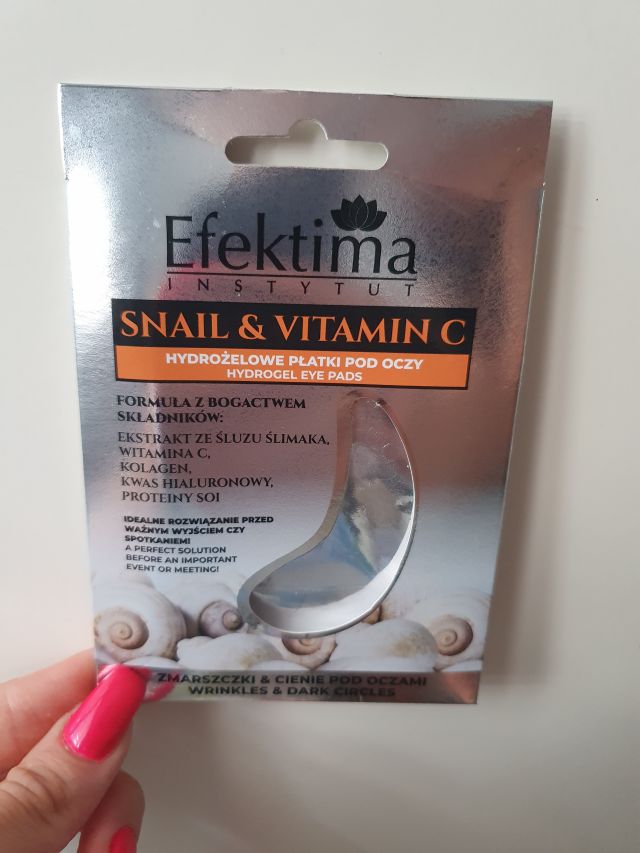 Efektima
INSTYTUT
SNAIL & VITAMIN C
HYDROŻELOWE PŁATKI POD OCZY
HYDROGEL EYE PADS
FORMUŁA Z BOGACTWEM
SKŁADNIKÓW:
EKSTRAKT ZE ŚLUZU ŚLIMAKA,
WITAMINA C,
KOLAGEN,
KWAS HIALURONOWY,
PROTEINY SOI
IDEALNE ROZWIĄZANIE PRZED
WAŻNYM WYJŚCIEM CZY
SPOTKANIEM!
A PERFECT SOLUTION
BEFORE AN IMPORTANT
EVENT OR MEETING!
ZMARSZCZKI & CIENIE POD OCZAMI
WRINKLES & DARK CIRCLES